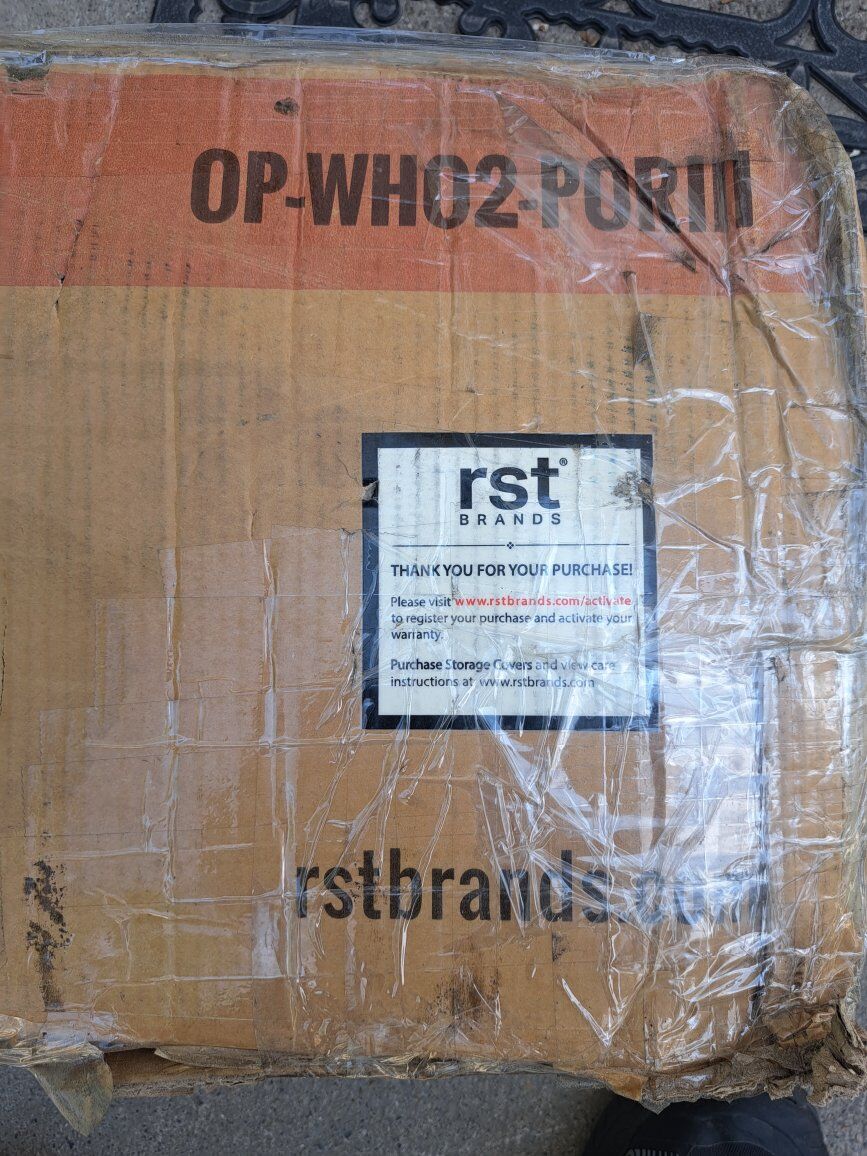 OP-WH02-PORIII
rst®
BRANDS
THANK YOU FOR YOUR PURCHASE!
Please visit www.rstbrands.com/activate
to register your purchase and activate your
warranty.
Purchase Storage Covers and view care
instructions at www.rstbrands.com
rstbrands.com